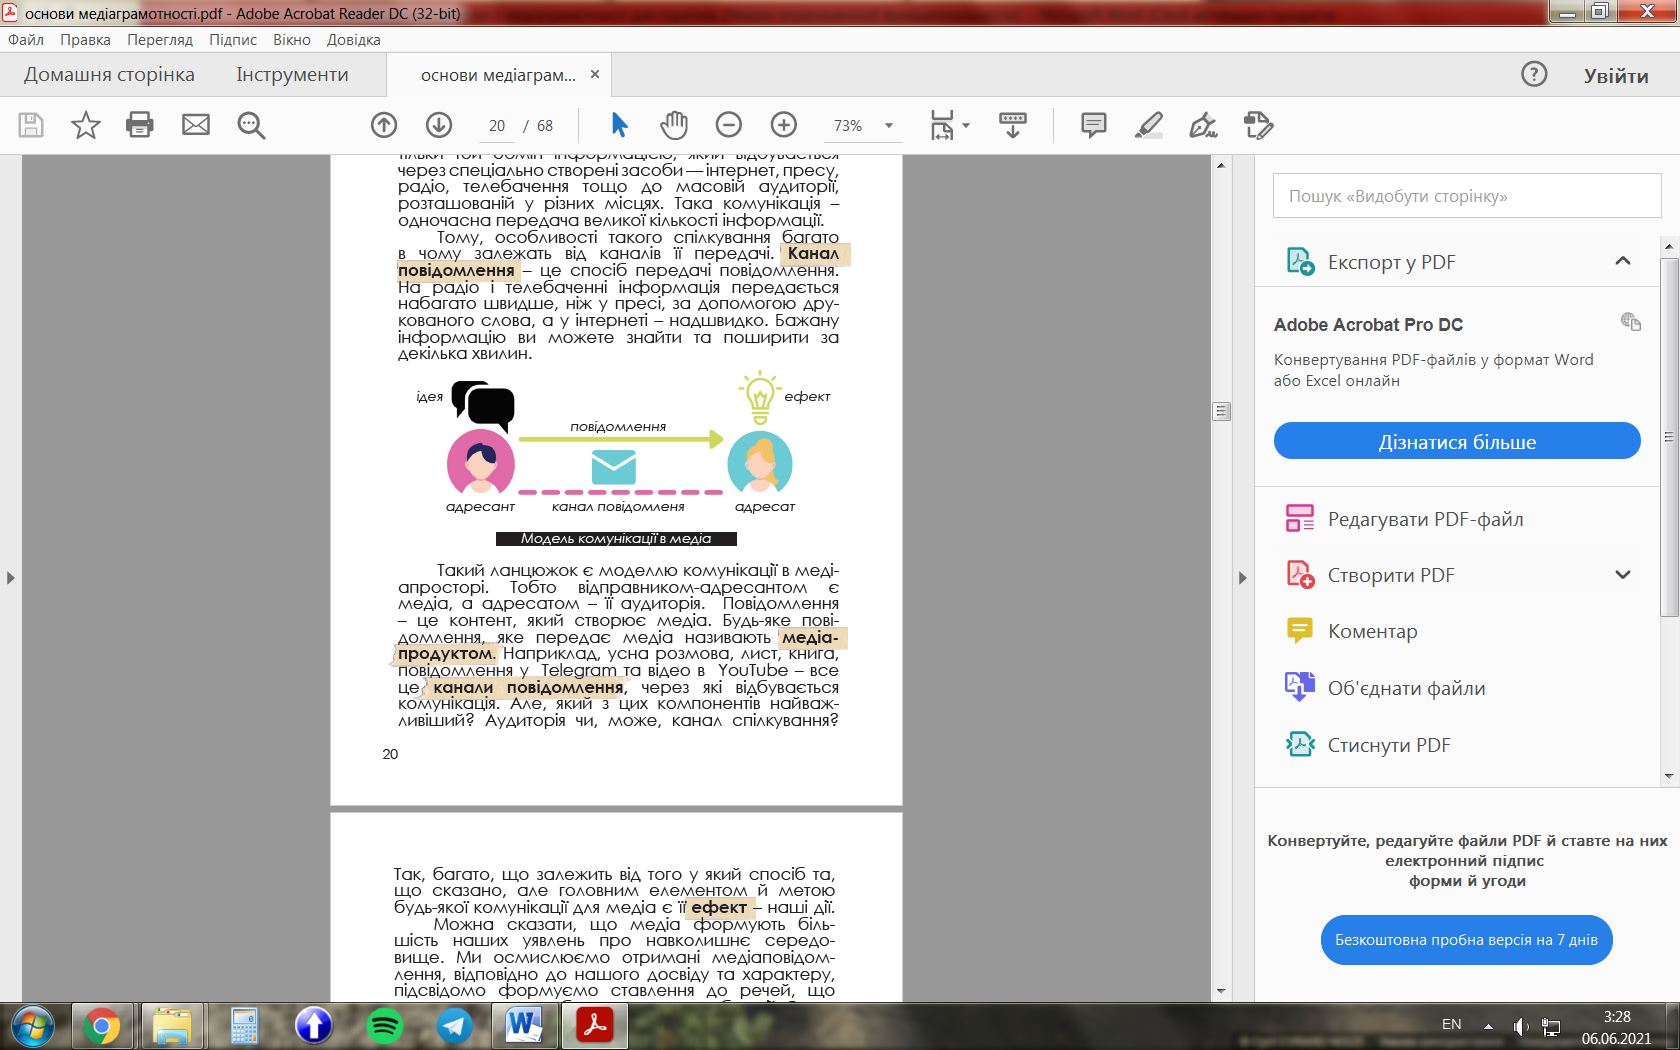 основи медіаграмотності.pdf - Adobe Acrobat Reader DC (32-bit)
Файл Правка Перегляд Підпис Вікно Довідка
Домашня сторінка Інструменти основи медіаграм... × Увійти
20 / 68 73%
тільки той обмін інформацією, який відбувається
через спеціально створені засоби — інтернет, пресу,
радіо, телебачення тощо до масовій аудиторії,
розташованій у різних місцях. Така комунікація –
одночасна передача великої кількості інформації.
Тому, особливості такого спілкування багато
в чому залежать від каналів її передачі. Канал
повідомлення – це спосіб передачі повідомлення.
На радіо і телебаченні інформація передається
набагато швидше, ніж у пресі, за допомогою дру-
кованого слова, а у інтернеті – надшвидко. Бажану
інформацію ви можете знайти та поширити за
декілька хвилин.
ідея
ефект
повідомлення
адресант канал повідомленя адресат
Модель комунікації в медіа
Такий ланцюжок є моделлю комунікації в меді-
апросторі. Тобто відправником-адресантом є
медіа, а адресатом – її аудиторія. Повідомлення
– це контент, який створює медіа. Будь-яке пові-
домлення, яке передає медіа називають медіа-
продуктом. Наприклад, усна розмова, лист, книга,
повідомлення у Telegram та відео в YouTube – все
це канали повідомлення, через які відбувається
комунікація. Але, який з цих компонентів найваж-
ливіший? Аудиторія чи, може, канал спілкування?
20
Так, багато, що залежить від того у який спосіб та,
що сказано, але головним елементом й метою
будь-якої комунікації для медіа є її ефект – наші дії.
Можна сказати, що медіа формують біль-
шість наших уявлень про навколишнє середо-
вище. Ми осмислюємо отримані медіаповідом-
лення, відповідно до нашого досвіду та характеру,
підсвідомо формуємо ставлення до речей, що
Пошук «Видобути сторінку»
Експорт у PDF
Adobe Acrobat Pro DC
Конвертування PDF-файлів у формат Word
або Excel онлайн
Дізнатися більше
Редагувати PDF-файл
Створити PDF
Коментар
Об'єднати файли
Стиснути PDF
Конвертуйте, редагуйте файли PDF й ставте на них
електронний підпис
форми й угоди
Безкоштовна пробна версія на 7 днів
EN
3:28
06.06.2021